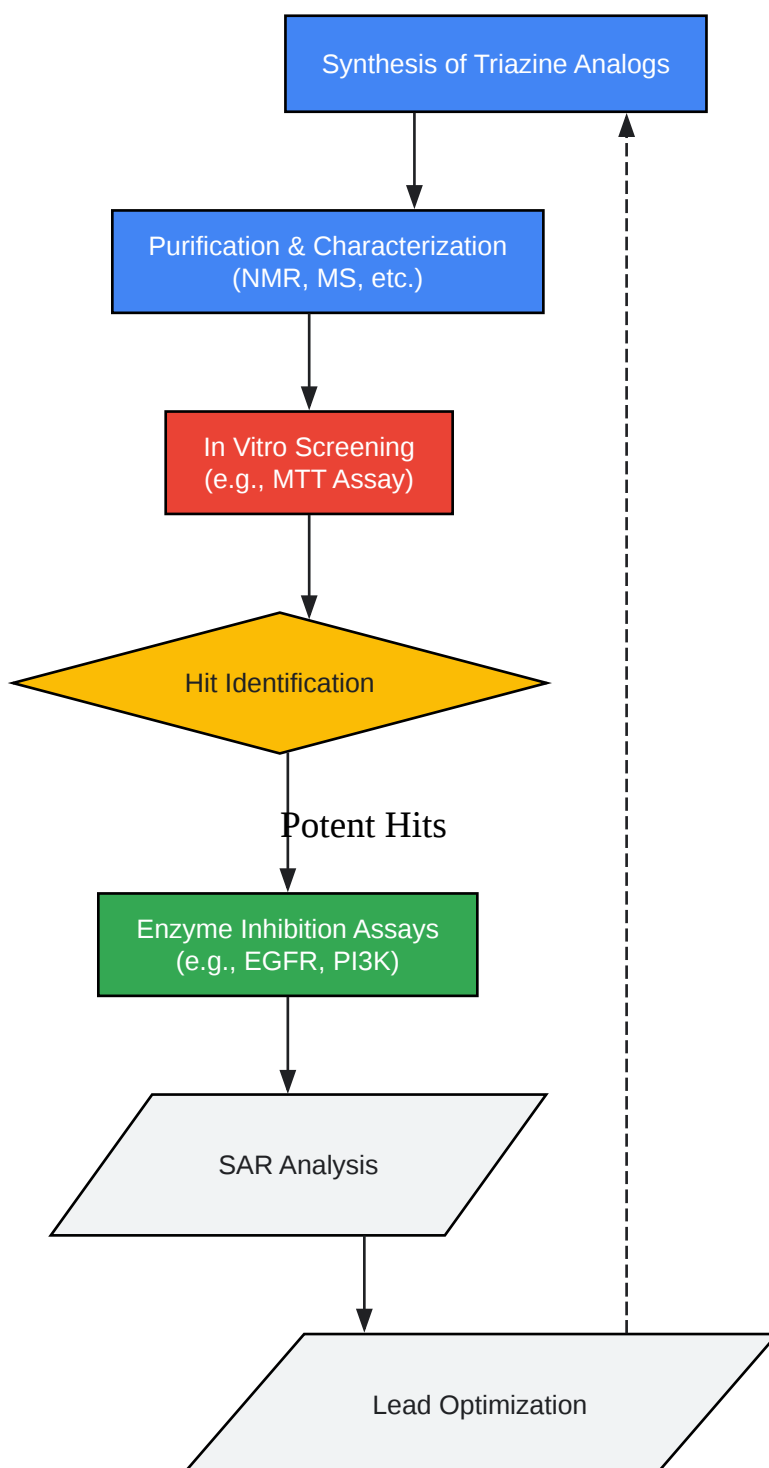 Synthesis of Triazine Analogs
Purification & Characterization
(NMR, MS, etc.)
In Vitro Screening
(e.g., MTT Assay)
Hit Identification
Potent Hits
Enzyme Inhibition Assays
(e.g., EGFR, PI3K)
SAR Analysis
Lead Optimization